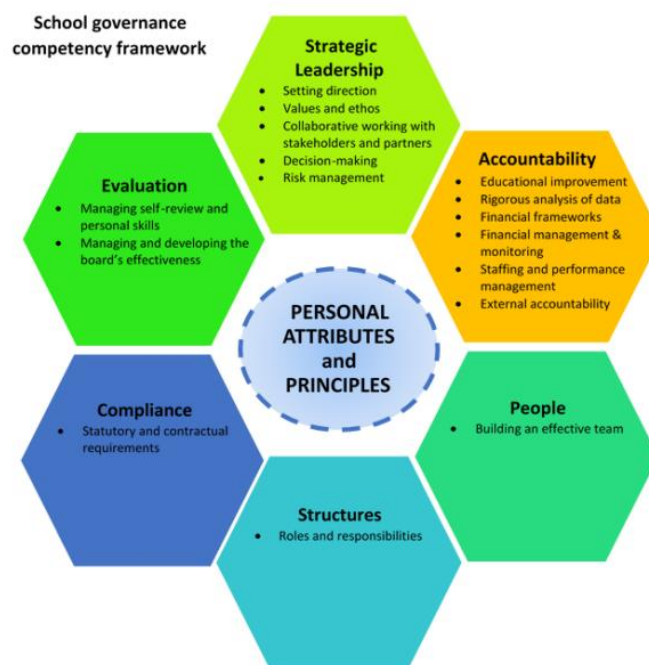 School governance
competency framework
Strategic
Leadership
• Setting direction
• Values and ethos
• Collaborative working with
stakeholders and partners
• Decision-making
• Risk management
Accountability
• Educational improvement
• Rigorous analysis of data
• Financial frameworks
• Financial management &
monitoring
• Staffing and performance
management
• External accountability
People
• Building an effective team
Structures
• Roles and responsibilities
Compliance
• Statutory and contractual
requirements
Evaluation
• Managing self-review and
personal skills
• Managing and developing the
board's effectiveness
PERSONAL
ATTRIBUTES
and
PRINCIPLES